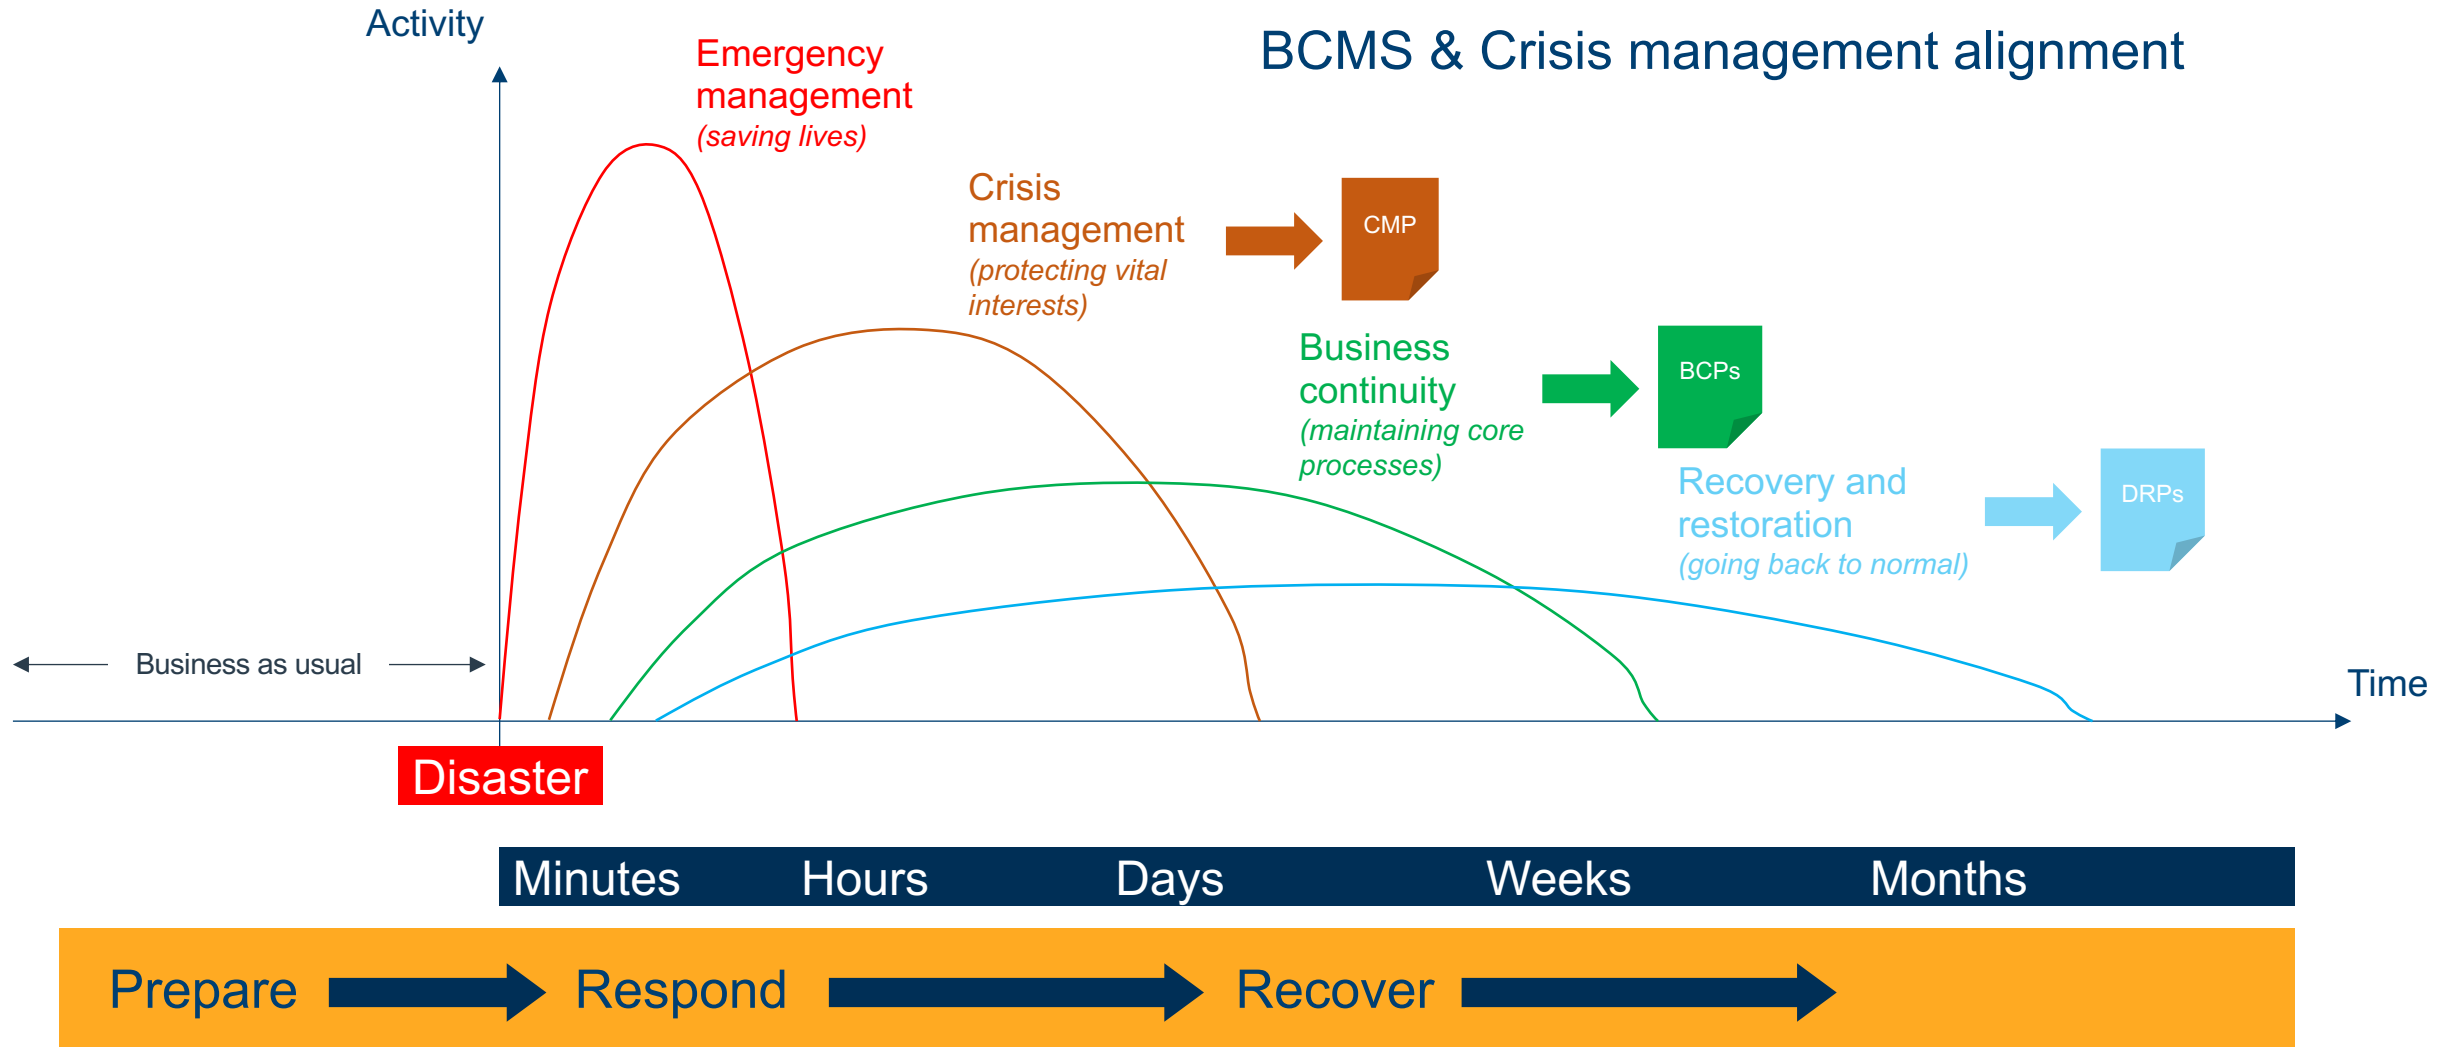 Activity
BCMS & Crisis management alignment
Emergency
management
(saving lives)
Crisis
management
(protecting vital
interests)
CMP
Business
continuity
(maintaining core
processes)
BCPs
Recovery and
restoration
(going back to normal)
DRPs
Business as usual
Time
Disaster
Minutes Hours Days Weeks Months
Prepare Respond Recover